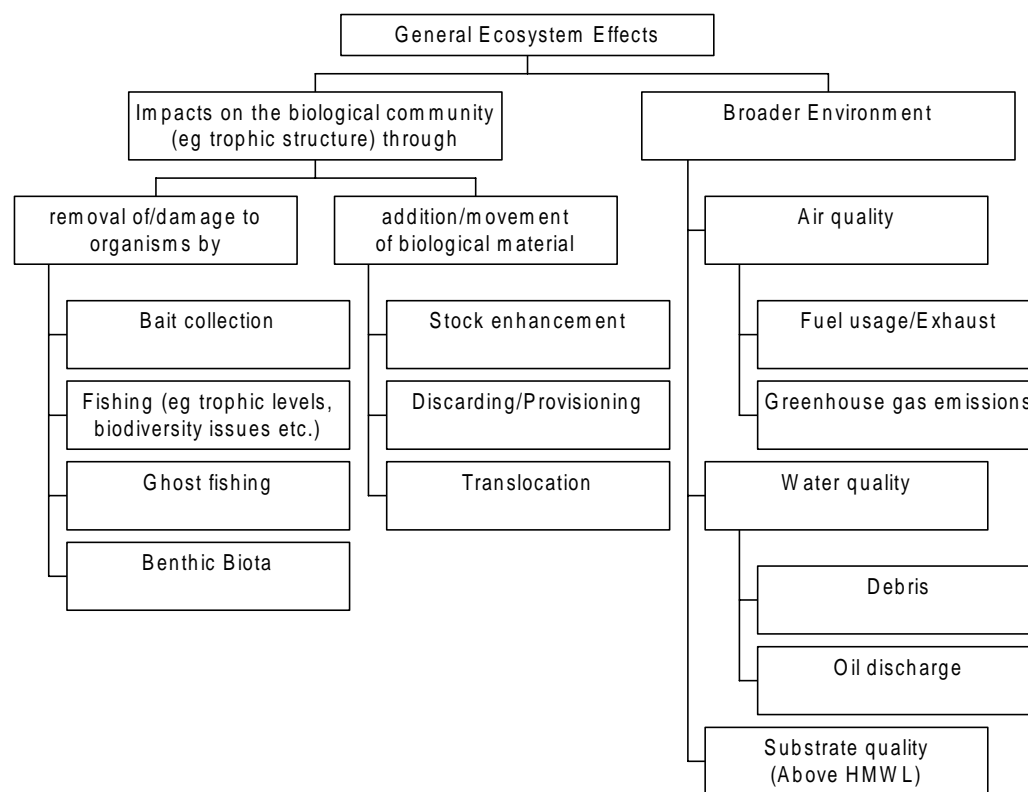 General Ecosystem Effects
Impacts on the biological community
(eg trophic structure) through
Broader Environment
removal of/damage to
organisms by
addition/movement
of biological material
Air quality
Bait collection
Stock enhancement
Fuel usage/Exhaust
Fishing (eg trophic levels,
biodiversity issues etc.)
Discarding/Provisioning
Greenhouse gas emissions
Ghost fishing
Translocation
Water quality
Benthic Biota
Debris
Oil discharge
Substrate quality
(Above HMWL)